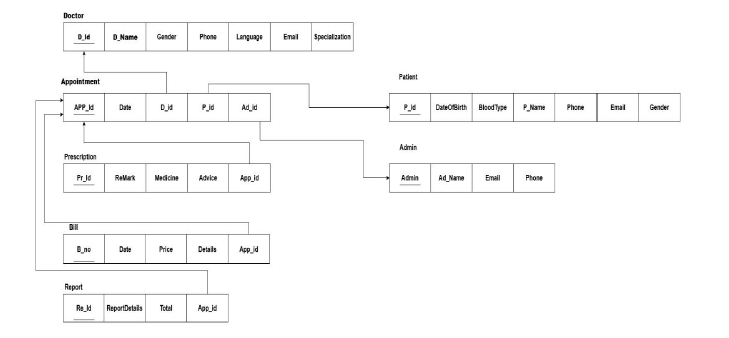 Doctor
D_id D_Name Gender Phone Language Email Specialization
Appointment
APP_id Date D_id P_id Ad_id
Patient
P_id DateOfBirth BloodType P_Name Phone Email Gender
Admin
Admin Ad_Name Email Phone
Prescription
Pr_id ReMark Medicine Advice App_id
Bill
B_no Date Price Details App_id
Report
Re_id ReportDetails Total App_id